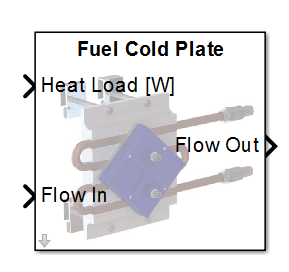 Fuel Cold Plate
Heat Load [W]
Flow Out
Flow In